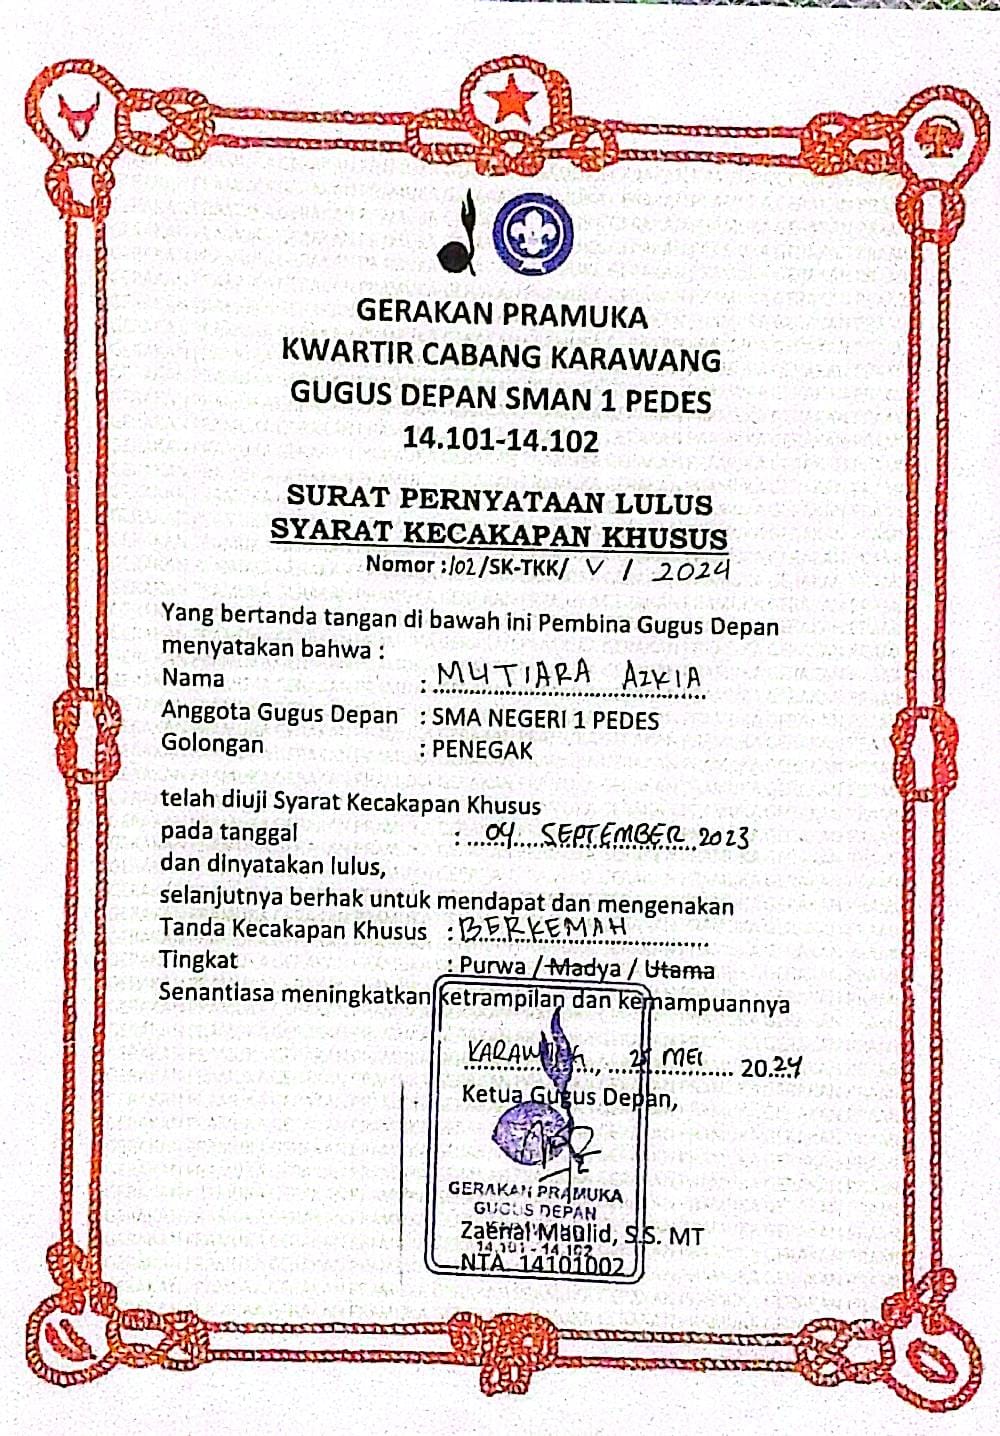 GERAKAN PRAMUKA
KWARTIR CABANG KARAWANG
GUGUS DEPAN SMAN 1 PEDES
14.101-14.102
SURAT PERNYATAAN LULUS
SYARAT KECAKAPAN KHUSUS
Nomor : 102/SK-TKK/ V / 2024
Yang bertanda tangan di bawah ini Pembina Gugus Depan
menyatakan bahwa :
Nama : MUTIARA AZKIA
Anggota Gugus Depan : SMA NEGERI 1 PEDES
Golongan : PENEGAK
telah diuji Syarat Kecakapan Khusus
pada tanggal : 04 SEPTEMBER 2023
dan dinyatakan lulus,
selanjutnya berhak untuk mendapat dan mengenakan
Tanda Kecakapan Khusus : BERKEMAH
Tingkat : Purwa / Madya / Utama
Senantiasa meningkatkan ketrampilan dan kemampuannya
KARAWANG, MEI 2024
Ketua Gugus Depan,
GERAKAN PRAMUKA
GUGUS DEPAN
Zaenal Maulid, S.S. MT
14.101 - 14.102
NTA 14101002